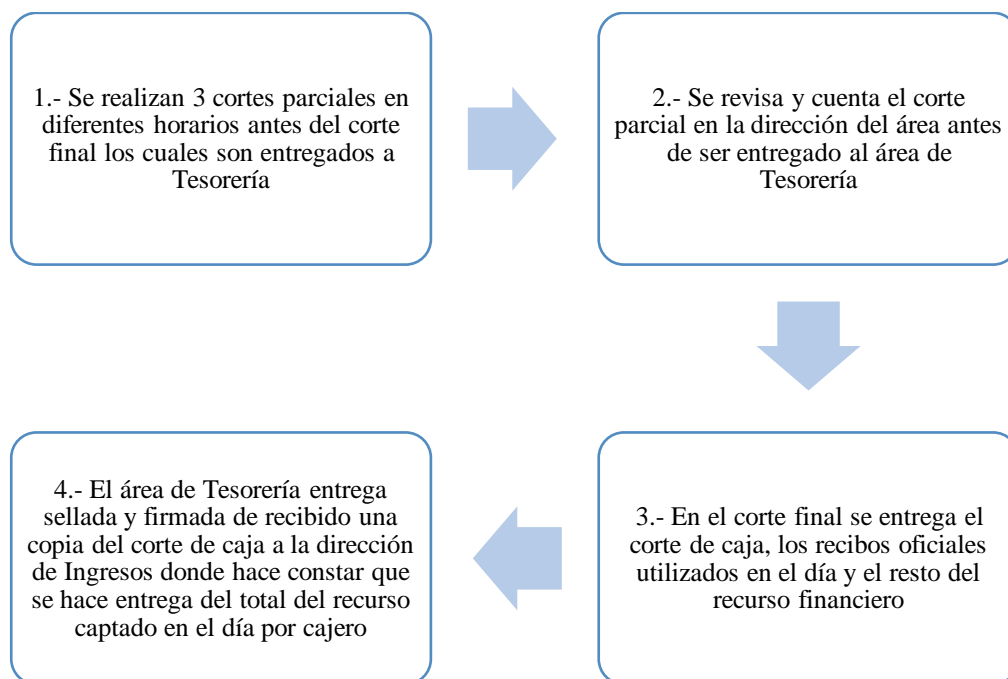 1.- Se realizan 3 cortes parciales en
diferentes horarios antes del corte
final los cuales son entregados a
Tesorería
2.- Se revisa y cuenta el corte
parcial en la dirección del área antes
de ser entregado al área de
Tesorería
3.- En el corte final se entrega el
corte de caja, los recibos oficiales
utilizados en el día y el resto del
recurso financiero
4.- El área de Tesorería entrega
sellada y firmada de recibido una
copia del corte de caja a la dirección
de Ingresos donde hace constar que
se hace entrega del total del recurso
captado en el día por cajero